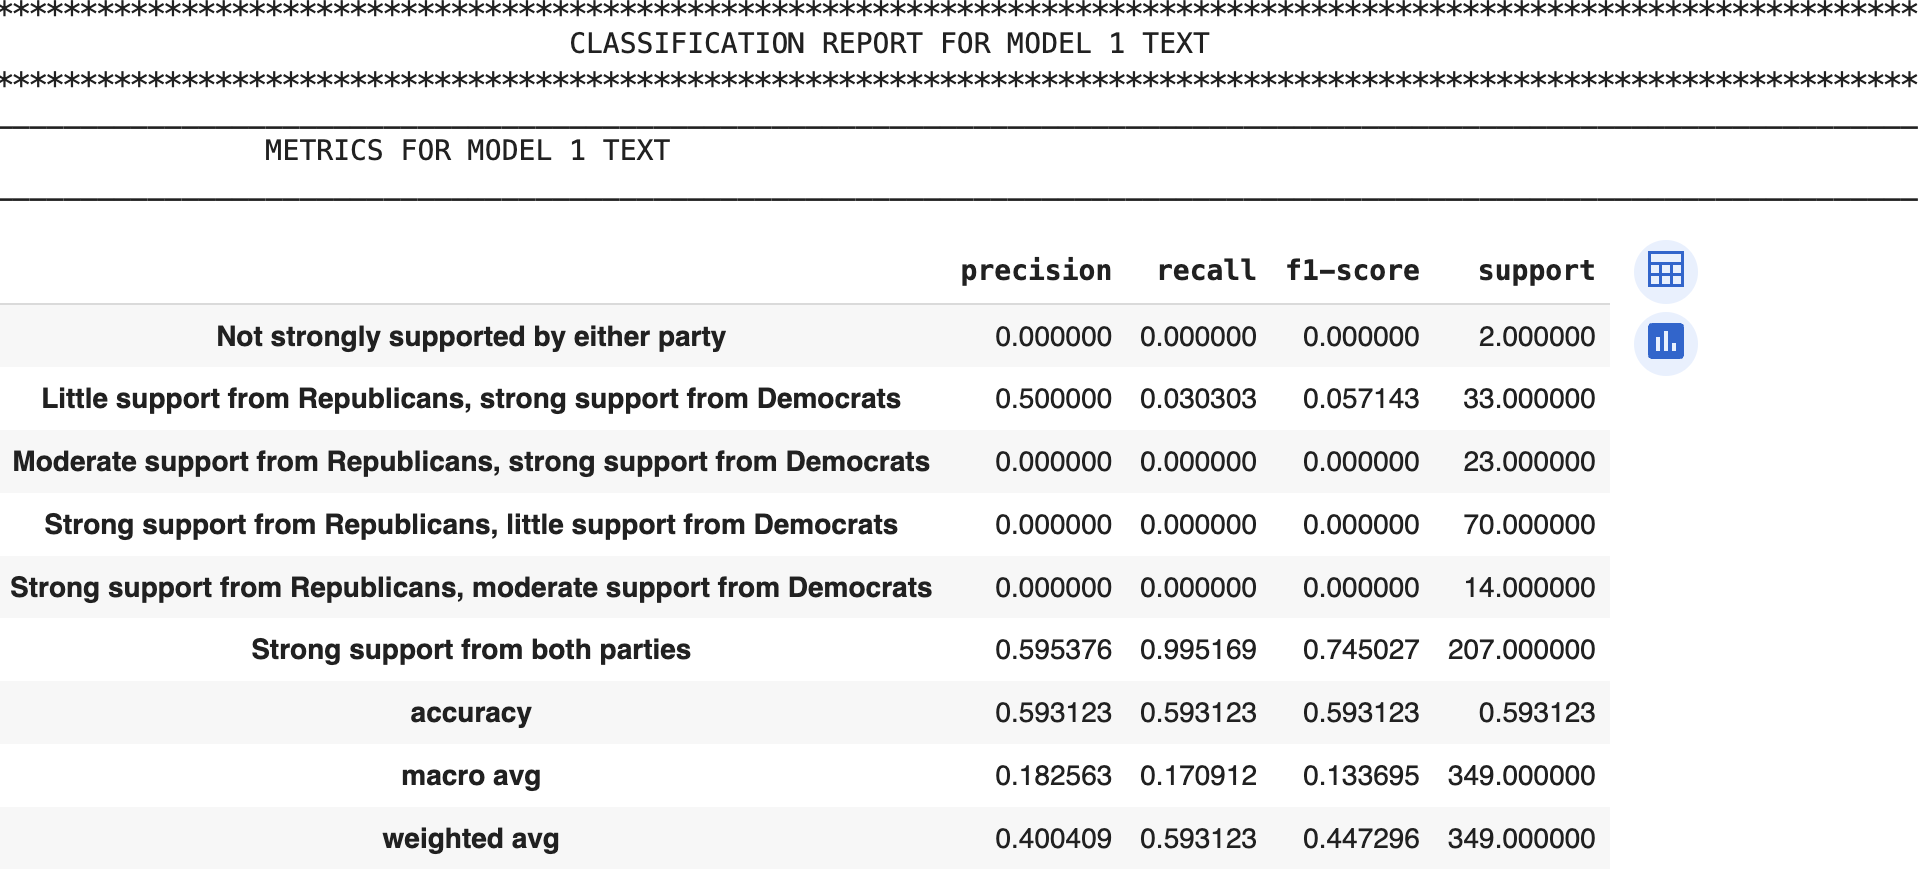 ****************************************************************************************************************
CLASSIFICATION REPORT FOR MODEL 1 TEXT
****************************************************************************************************************
METRICS FOR MODEL 1 TEXT
precision recall f1-score support
Not strongly supported by either party 0.000000 0.000000 0.000000 2.000000
Little support from Republicans, strong support from Democrats 0.500000 0.030303 0.057143 33.000000
Moderate support from Republicans, strong support from Democrats 0.000000 0.000000 0.000000 23.000000
Strong support from Republicans, little support from Democrats 0.000000 0.000000 0.000000 70.000000
Strong support from Republicans, moderate support from Democrats 0.000000 0.000000 0.000000 14.000000
Strong support from both parties 0.595376 0.995169 0.745027 207.000000
accuracy 0.593123 0.593123 0.593123 0.593123
macro avg 0.182563 0.170912 0.133695 349.000000
weighted avg 0.400409 0.593123 0.447296 349.000000